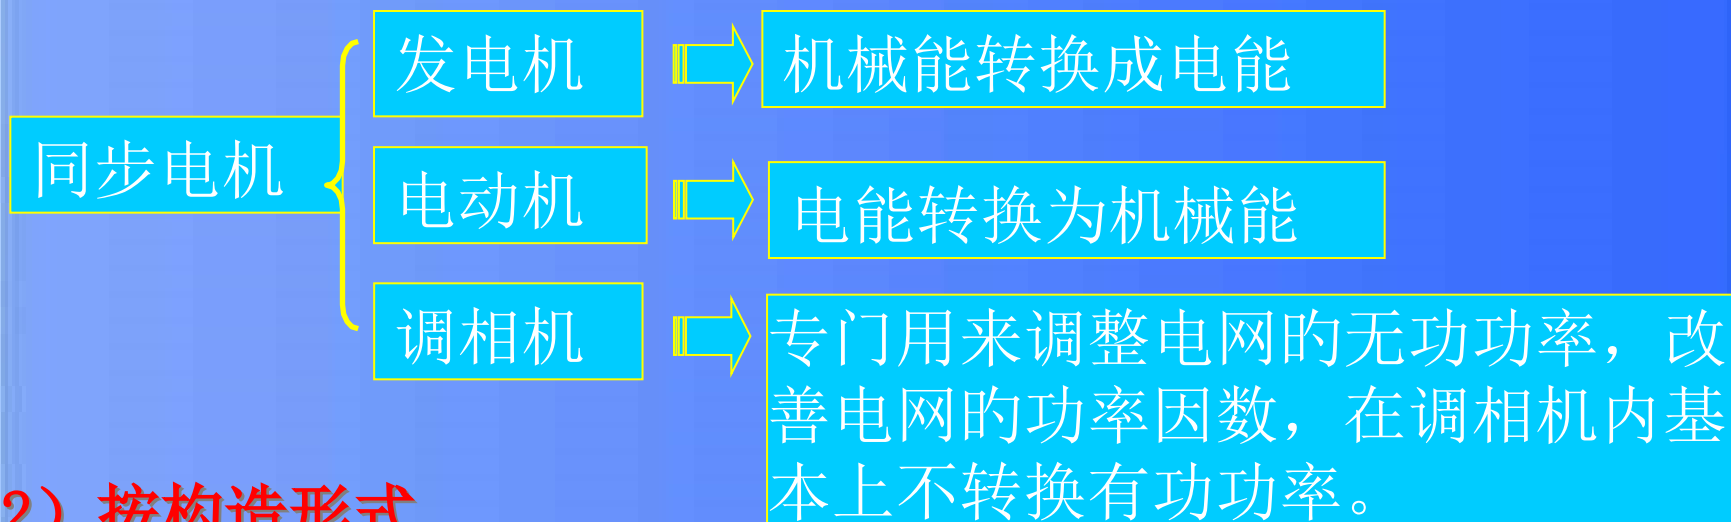 发电机
机械能转换成电能
同步电机
电动机
电能转换为机械能
调相机
专门用来调整电网旳无功功率，改
善电网旳功率因数，在调相机内基
本上不转换有功功率。
2）按构造形式